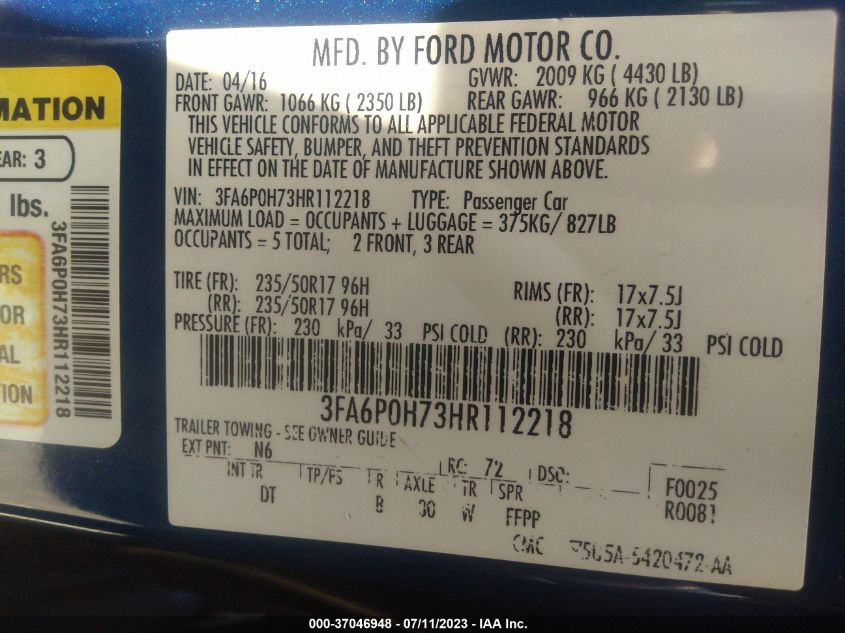 MFD. BY FORD MOTOR CO.
DATE: 04/16 GVWR: 2009 KG ( 4430 LB)
FRONT GAWR: 1066 KG ( 2350 LB) REAR GAWR: 966 KG ( 2130 LB)
THIS VEHICLE CONFORMS TO ALL APPLICABLE FEDERAL MOTOR
VEHICLE SAFETY, BUMPER, AND THEFT PREVENTION STANDARDS
IN EFFECT ON THE DATE OF MANUFACTURE SHOWN ABOVE.
VIN: 3FA6P0H73HR112218 TYPE: Passenger Car
MAXIMUM LOAD = OCCUPANTS + LUGGAGE = 375KG/ 827LB
OCCUPANTS = 5 TOTAL; 2 FRONT, 3 REAR
TIRE (FR): 235/50R17 96H RIMS (FR): 17x7.5J
(RR): 235/50R17 96H (RR): 17x7.5J
PRESSURE (FR): 230 kPa/ 33 PSI COLD (RR): 230 kPa/ 33 PSI COLD
3FA6P0H73HR112218
TRAILER TOWING - SEE OWNER GUIDE
EXT PNT: N6 RC: 72 DSO: F0025
INT TR TP/PS R AXLE TR SPR R0081
DT B W FFPP
CMC
MATION
EAR: 3
lbs.
RS
OR
AL
TION
3FA6P0H73HR112218
000-37046948 - 07/11/2023 - IAA Inc.